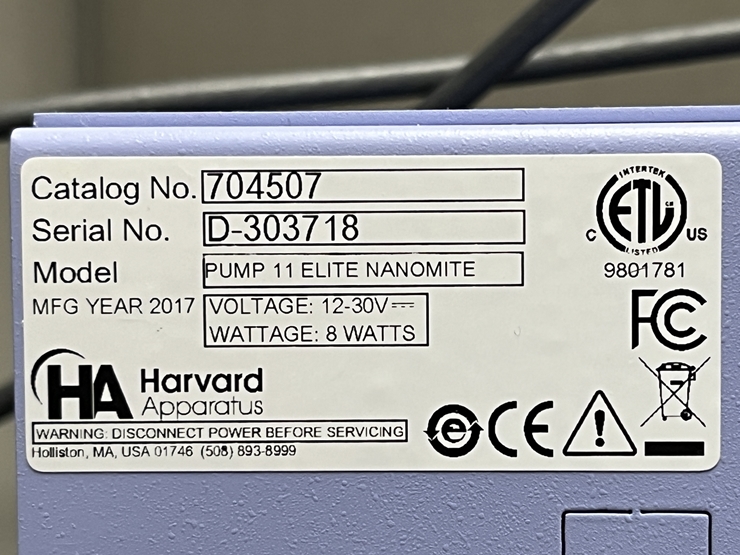 Catalog No. 704507
Serial No. D-303718
Model PUMP 11 ELITE NANOMITE
MFG YEAR 2017 VOLTAGE: 12-30V⎓
WATTAGE: 8 WATTS
HA Harvard
Apparatus
WARNING: DISCONNECT POWER BEFORE SERVICING
Holliston, MA, USA 01746 (508) 893-8999
INTERTEK
ETL CM
C US
LISTED
9801781
FC
e CE